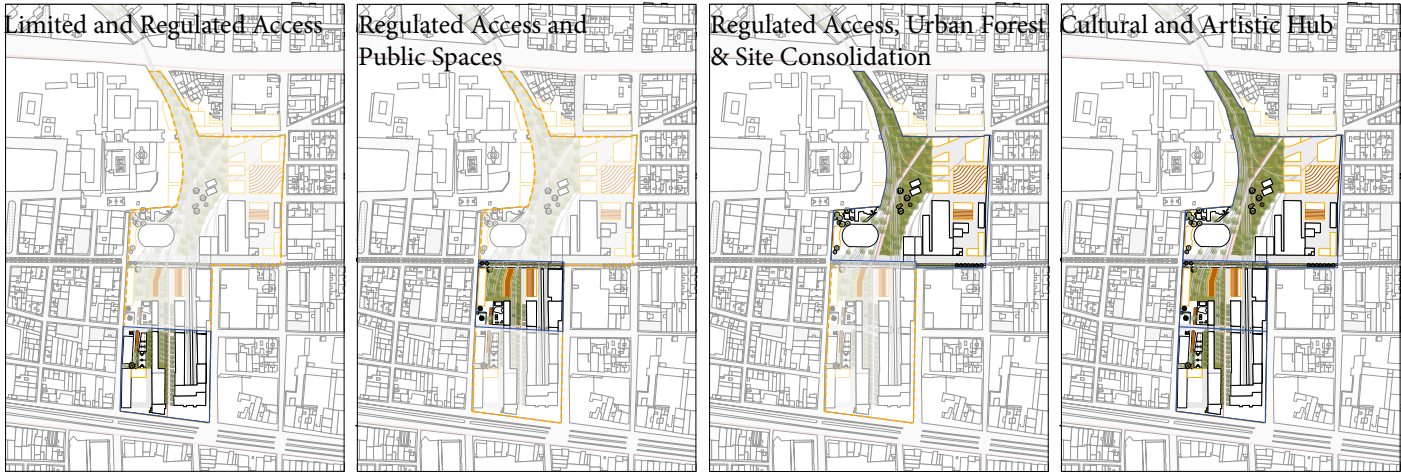 Limited and Regulated Access
Regulated Access and
Public Spaces
Regulated Access, Urban Forest
& Site Consolidation
Cultural and Artistic Hub